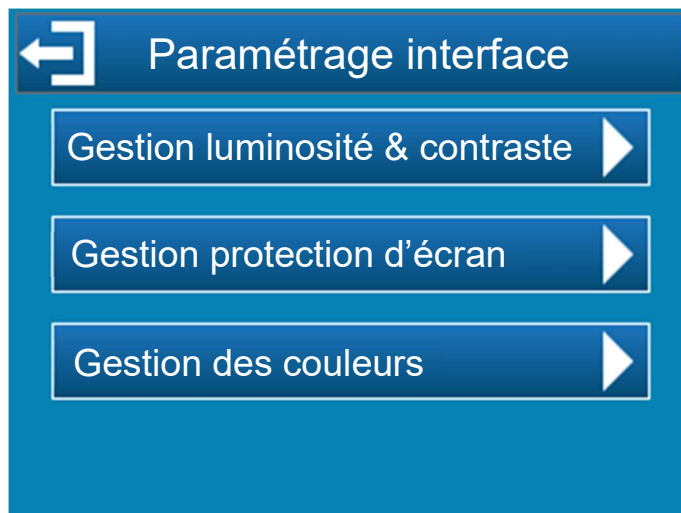 Paramétrage interface
Gestion luminosité & contraste
Gestion protection d’écran
Gestion des couleurs